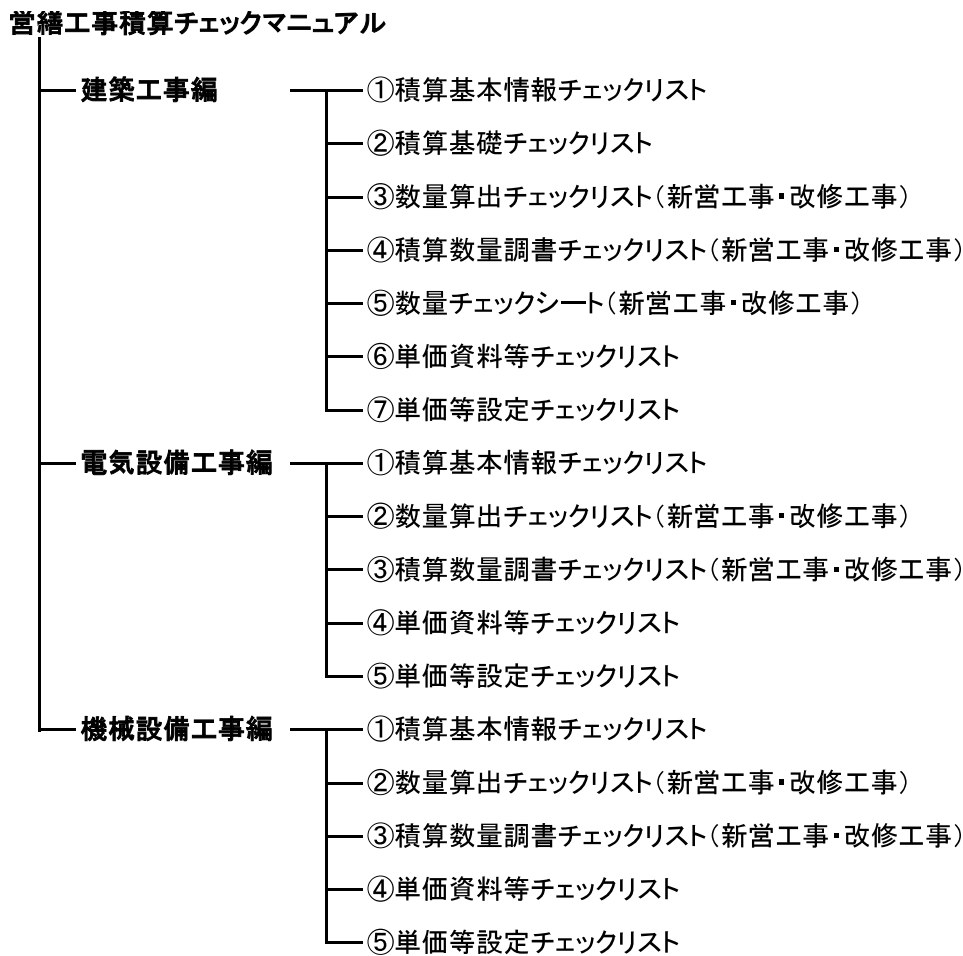 営繕工事積算チェックマニュアル
建築工事編 ①積算基本情報チェックリスト
②積算基礎チェックリスト
③数量算出チェックリスト（新営工事・改修工事）
④積算数量調書チェックリスト（新営工事・改修工事）
⑤数量チェックシート（新営工事・改修工事）
⑥単価資料等チェックリスト
⑦単価等設定チェックリスト
電気設備工事編 ①積算基本情報チェックリスト
②数量算出チェックリスト（新営工事・改修工事）
③積算数量調書チェックリスト（新営工事・改修工事）
④単価資料等チェックリスト
⑤単価等設定チェックリスト
機械設備工事編 ①積算基本情報チェックリスト
②数量算出チェックリスト（新営工事・改修工事）
③積算数量調書チェックリスト（新営工事・改修工事）
④単価資料等チェックリスト
⑤単価等設定チェックリスト